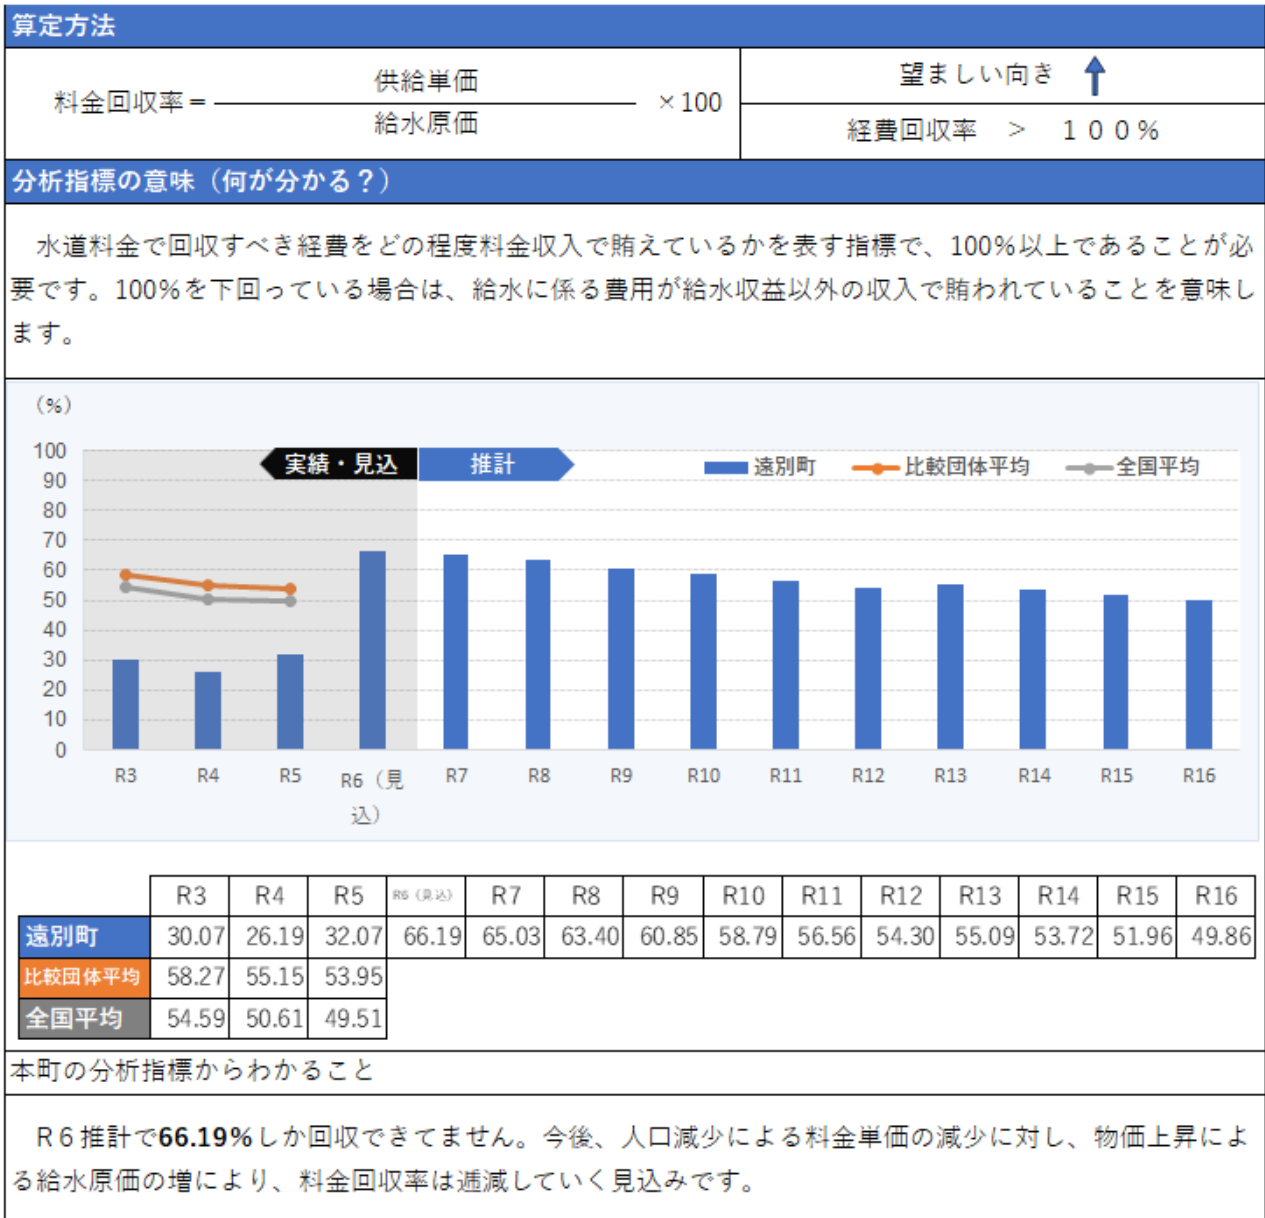 算定方法
料金回収率＝ 供給単価 ×100
給水原価
望ましい向き
経費回収率　＞　１００％
分析指標の意味（何が分かる？）
水道料金で回収すべき経費をどの程度料金収入で賄えているかを表す指標で、100％以上であることが必
要です。100％を下回っている場合は、給水に係る費用が給水収益以外の収入で賄われていることを意味し
ます。
（%）
実績・見込 推計 遠別町 比較団体平均 全国平均
100
90
80
70
60
50
40
30
20
10
0
R3 R4 R5 R6（見 R7 R8 R9 R10 R11 R12 R13 R14 R15 R16
込）
R3 R4 R5 R6（見込） R7 R8 R9 R10 R11 R12 R13 R14 R15 R16
遠別町 30.07 26.19 32.07 66.19 65.03 63.40 60.85 58.79 56.56 54.30 55.09 53.72 51.96 49.86
比較団体平均 58.27 55.15 53.95
全国平均 54.59 50.61 49.51
本町の分析指標からわかること
R６推計で66.19%しか回収できてません。今後、人口減少による料金単価の減少に対し、物価上昇によ
る給水原価の増により、料金回収率は逓減していく見込みです。